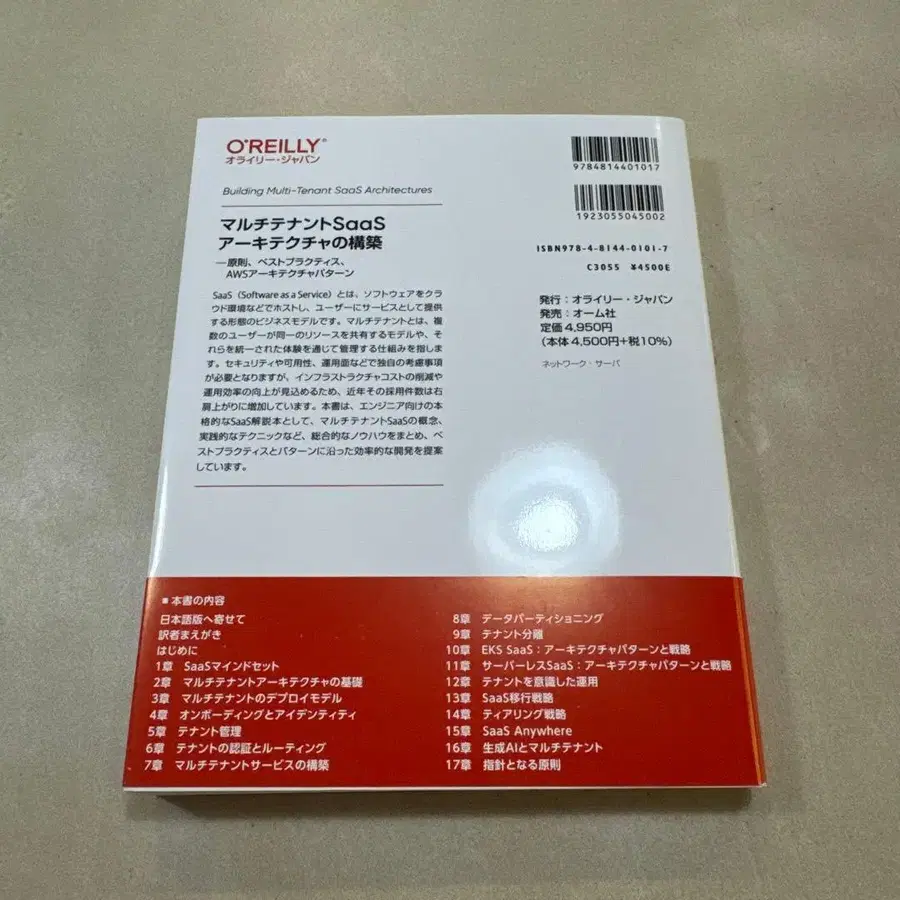 O'REILLY®
オライリー・ジャパン
Building Multi-Tenant SaaS Architectures
マルチテナントSaaS
アーキテクチャの構築
―原則、ベストプラクティス、
AWSアーキテクチャパターン
SaaS(Software as a Service)とは、ソフトウェアをクラ
ウド環境などでホストし、ユーザーにサービスとして提供
する形態のビジネスモデルです。マルチテナントとは、複
数のユーザーが同一のリソースを共有するモデルや、そ
れらを統一された体験を通じて管理する仕組みを指しま
す。セキュリティや可用性、運用面などで独自の考慮事項
が必要となりますが、インフラストラクチャコストの削減や
運用効率の向上が見込めるため、近年その採用件数は右
肩上がりに増加しています。本書は、エンジニア向けの本
格的なSaaS解説本として、マルチテナントSaaSの概念、
実践的なテクニックなど、総合的なノウハウをまとめ、ベ
ストプラクティスとパターンに沿った効率的な開発を提案
しています。
9784814401017
1923055045002
ISBN978-4-8144-0101-7
C3055 ¥4500E
発行:オライリー・ジャパン
発売:オーム社
定価4,950円
(本体4,500円+税10%)
ネットワーク・サーバ
■ 本書の内容
日本語版へ寄せて
訳者まえがき
はじめに
1章 SaaSマインドセット
2章 マルチテナントアーキテクチャの基礎
3章 マルチテナントのデプロイモデル
4章 オンボーディングとアイデンティティ
5章 テナント管理
6章 テナントの認証とルーティング
7章 マルチテナントサービスの構築
8章 データパーティショニング
9章 テナント分離
10章 EKS SaaS:アーキテクチャパターンと戦略
11章 サーバーレスSaaS:アーキテクチャパターンと戦略
12章 テナントを意識した運用
13章 SaaS移行戦略
14章 ティアリング戦略
15章 SaaS Anywhere
16章 生成AIとマルチテナント
17章 指針となる原則